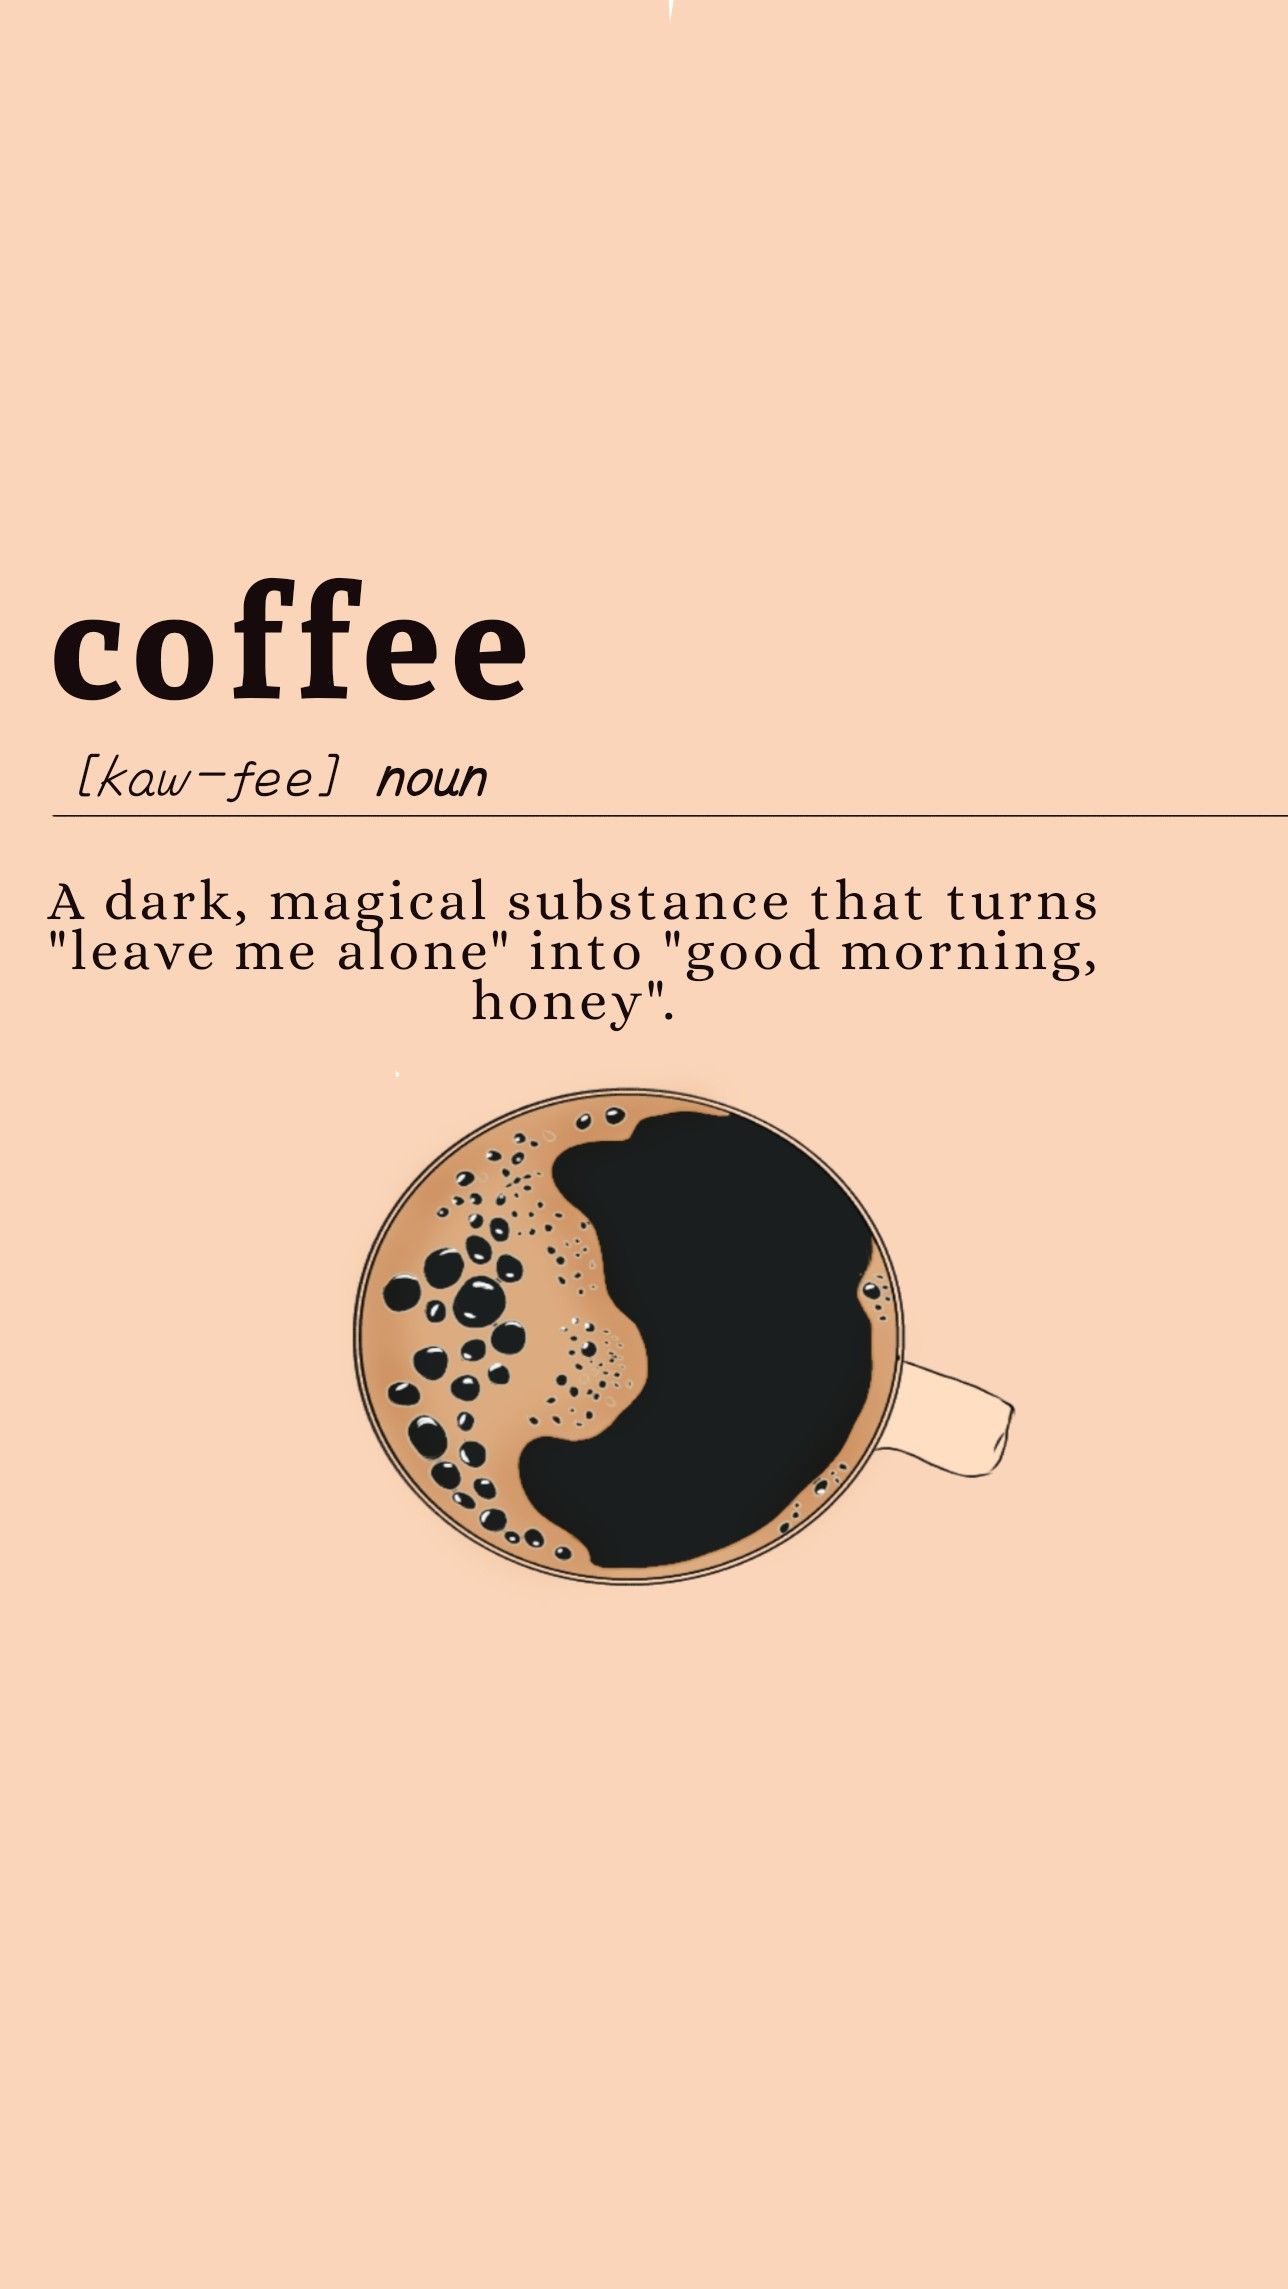 coffee
[kaw-fee] noun
A dark, magical substance that turns
"leave me alone" into "good morning,
honey".